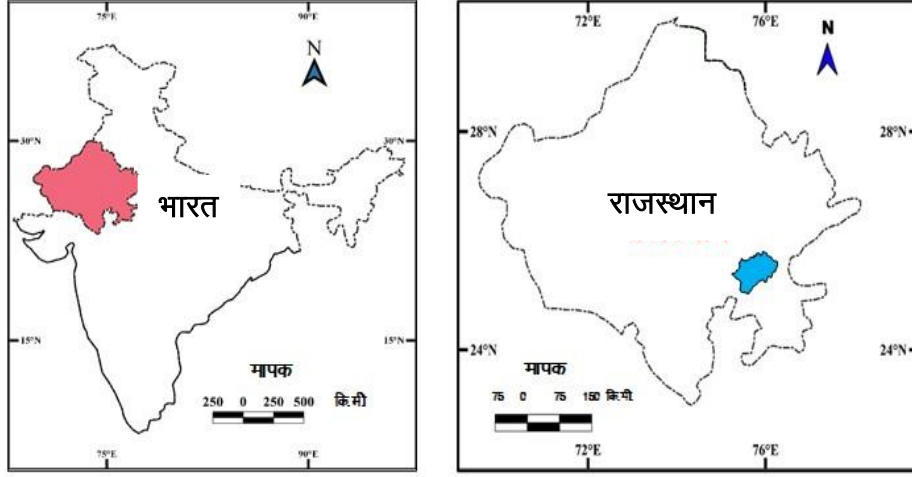 75°E 90°E
N
30°N 30°N
भारत
15°N 15°N
मापक
250 0 250 500 कि.मी
75°E 90°E
72°E 76°E
N
28°N 28°N
राजस्थान
24°N 24°N
मापक
75 0 75 150 कि.मी
72°E 76°E